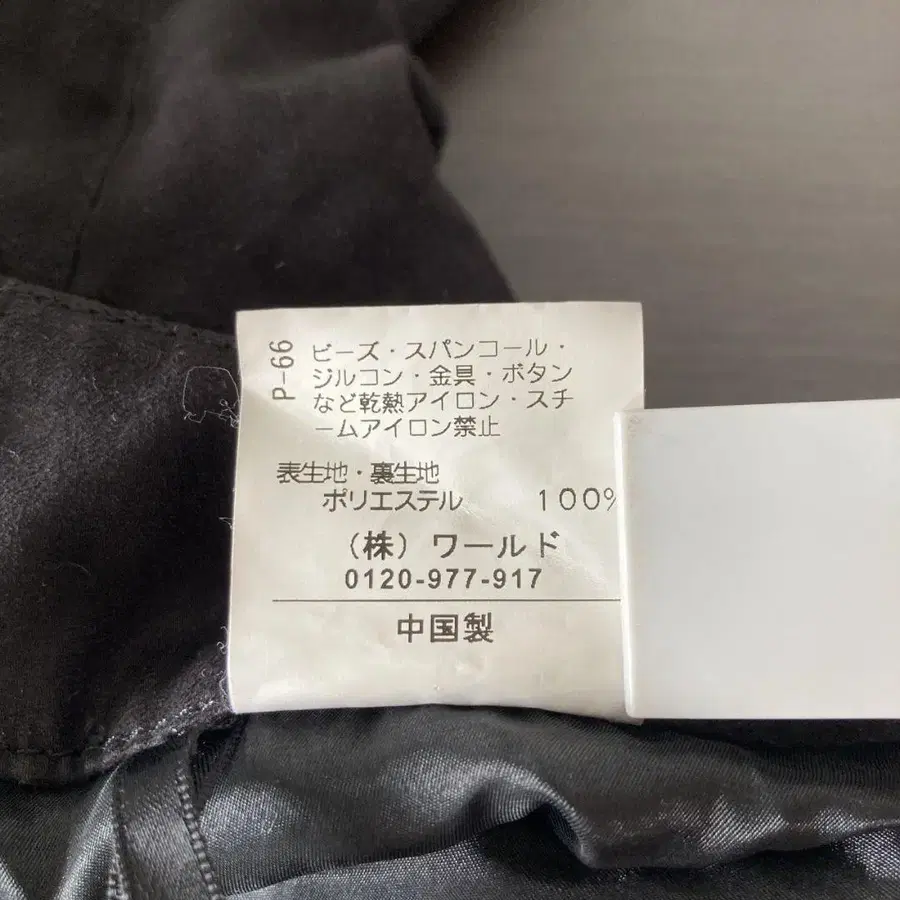 P-66
ビーズ・スパンコール・
ジルコン・金具・ボタン
など乾熱アイロン・スチ
ームアイロン禁止
表生地・裏生地
ポリエステル 100%
(株) ワールド
0120-977-917
中国製